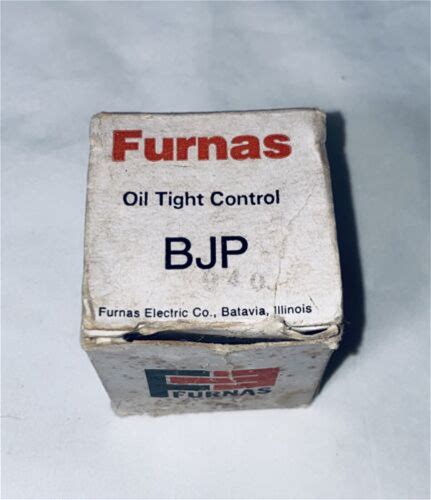 Furnas
Oil Tight Control
BJP
Furnas Electric Co., Batavia, Illinois
FURNAS